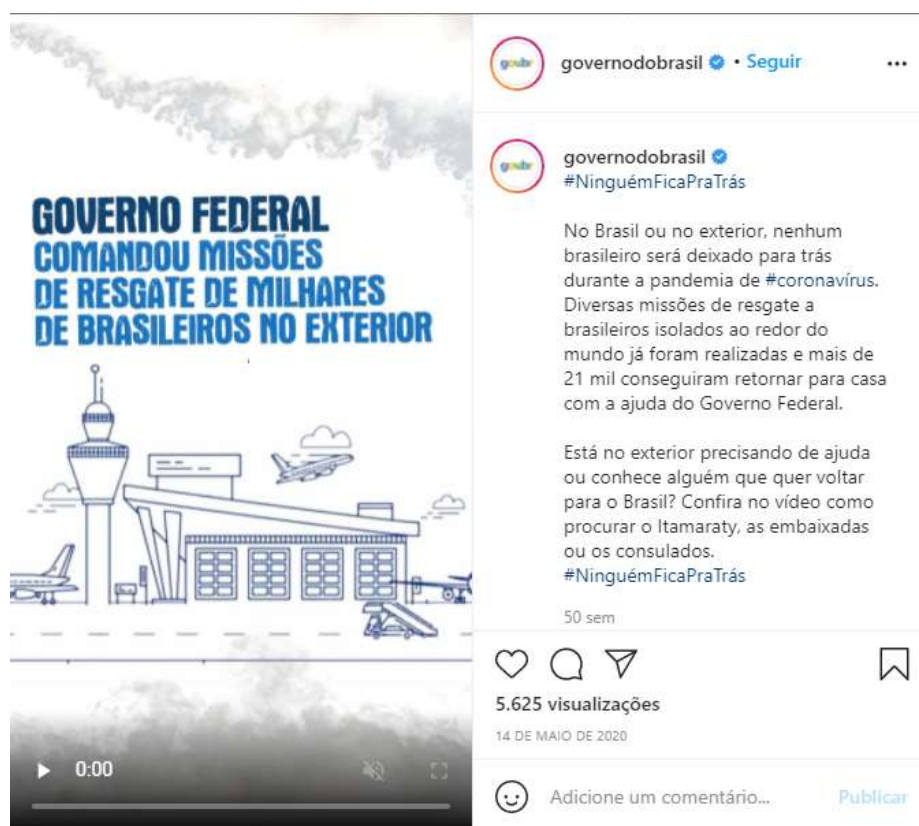 GOVERNO FEDERAL
COMANDOU MISSÕES
DE RESGATE DE MILHARES
DE BRASILEIROS NO EXTERIOR
0:00
govbr
governodobrasil • Seguir
govbr
governodobrasil
#NinguémFicaPraTrás
No Brasil ou no exterior, nenhum
brasileiro será deixado para trás
durante a pandemia de #coronavírus.
Diversas missões de resgate a
brasileiros isolados ao redor do
mundo já foram realizadas e mais de
21 mil conseguiram retornar para casa
com a ajuda do Governo Federal.
Está no exterior precisando de ajuda
ou conhece alguém que quer voltar
para o Brasil? Confira no vídeo como
procurar o Itamaraty, as embaixadas
ou os consulados.
#NinguémFicaPraTrás
50 sem
5.625 visualizações
14 DE MAIO DE 2020
Adicione um comentário...
Publicar